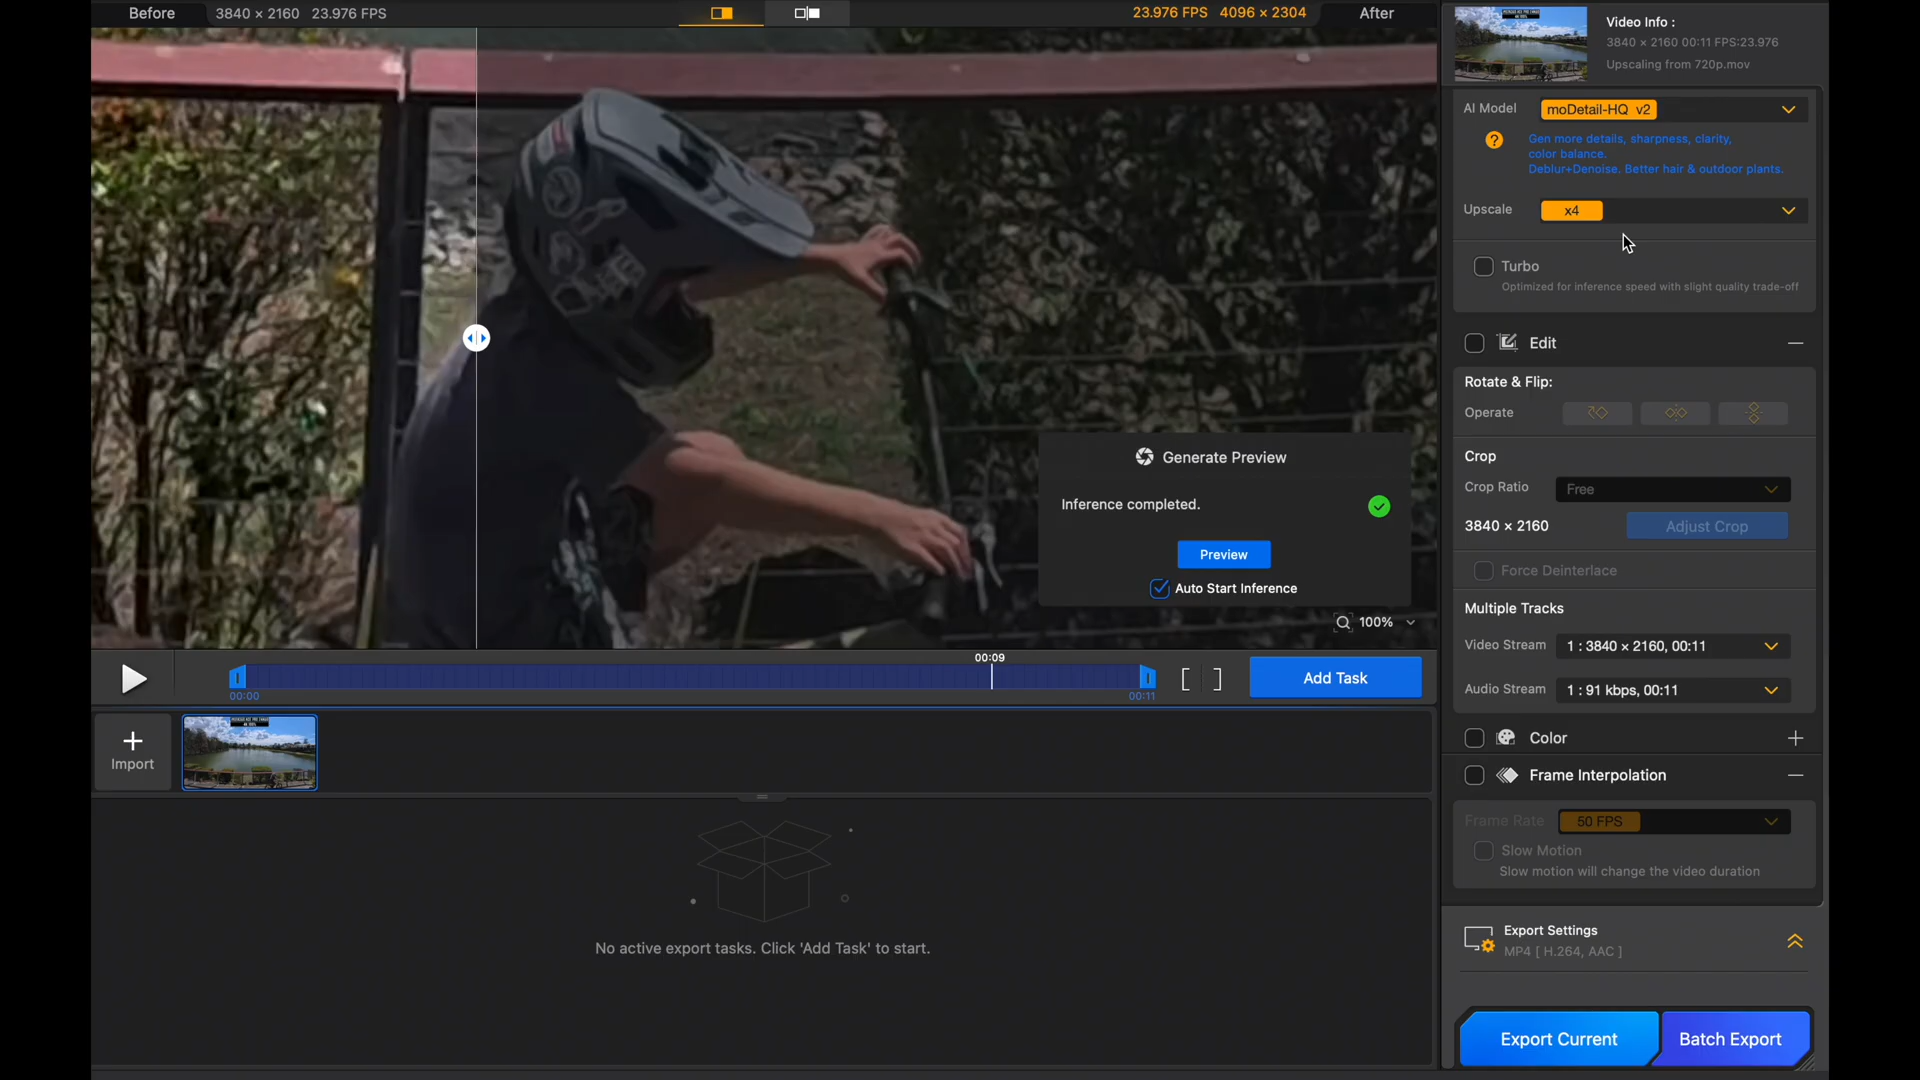 Before
3840 × 2160 23.976 FPS
23.976 FPS 4096 × 2304
After
Video Info :
3840 × 2160 00:11 FPS:23.976
Upscaling from 720p.mov
AI Model
moDetail-HQ v2
?
Gen more details, sharpness, clarity,
color balance.
Deblur+Denoise. Better hair & outdoor plants.
Upscale
x4
Turbo
Optimized for inference speed with slight quality trade-off
Edit
Rotate & Flip:
Operate
Crop
Crop Ratio
Free
3840 × 2160
Adjust Crop
Force Deinterlace
Multiple Tracks
Video Stream
1 : 3840 × 2160, 00:11
Audio Stream
1 : 91 kbps, 00:11
Color
Frame Interpolation
Frame Rate
50 FPS
Slow Motion
Slow motion will change the video duration
Export Settings
MP4 [ H.264, AAC ]
Export Current
Batch Export
Generate Preview
Inference completed.
Preview
Auto Start Inference
100%
00:09
00:00
00:11
[ ]
Add Task
Import
No active export tasks. Click 'Add Task' to start.